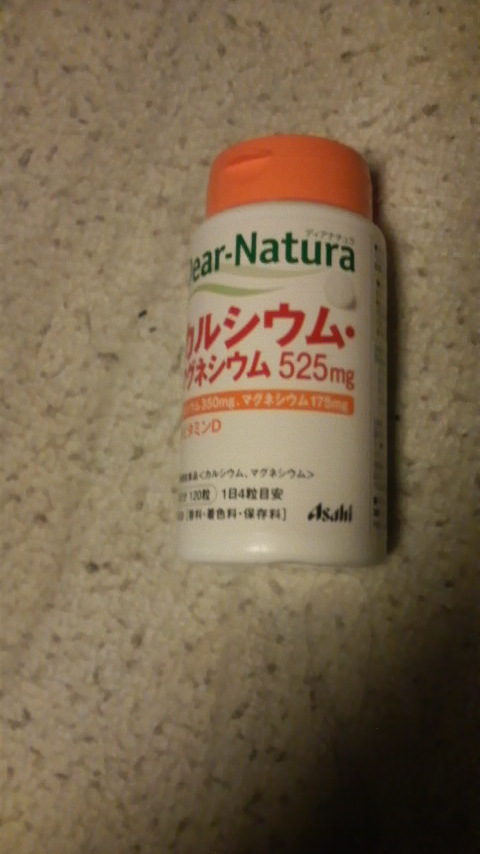 ディアナチュラ
ear-Natura
カルシウム・
グネシウム 525mg
ウム350mg、マグネシウム175mg
タミンD
食品<カルシウム、マグネシウム>
120粒 1日4粒目安
[香料・着色料・保存料]
Asahi